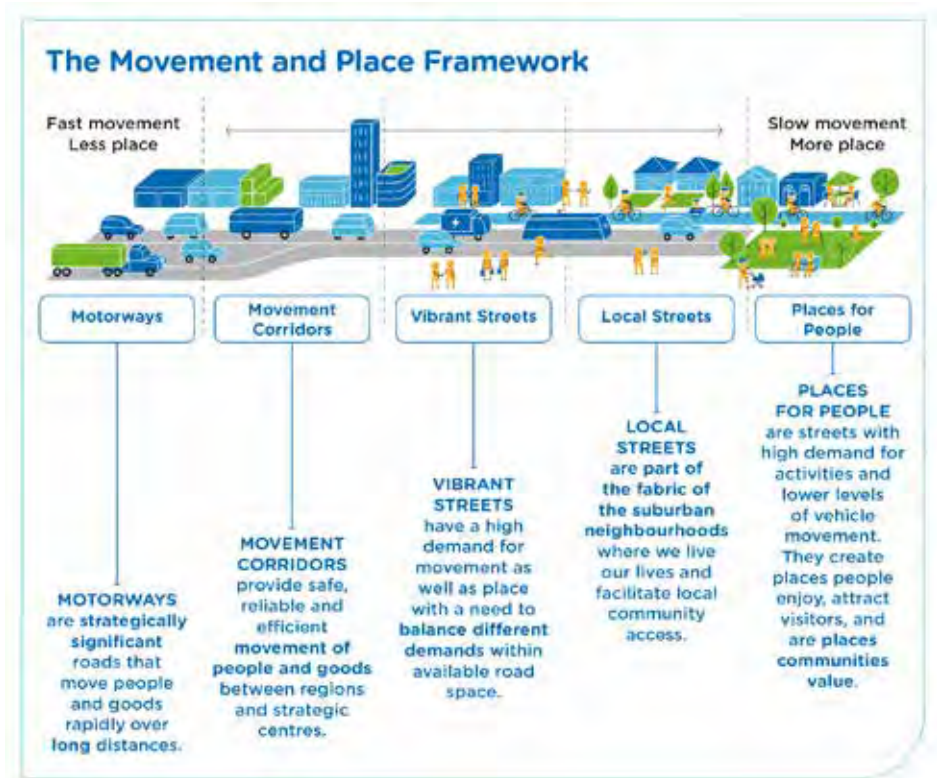 The Movement and Place Framework
Fast movement
Less place
Slow movement
More place
Motorways
Movement
Corridors
Vibrant Streets
Local Streets
Places for
People
MOTORWAYS
are strategically
significant
roads that
move people
and goods
rapidly over
long distances.
MOVEMENT
CORRIDORS
provide safe,
reliable and
efficient
movement of
people and goods
between regions
and strategic
centres.
VIBRANT
STREETS
have a high
demand for
movement as
well as place
with a need to
balance different
demands within
available road
space.
LOCAL
STREETS
are part of
the fabric of
the suburban
neighbourhoods
where we live
our lives and
facilitate local
community
access.
PLACES
FOR PEOPLE
are streets with
high demand for
activities and
lower levels
of vehicle
movement.
They create
places people
enjoy, attract
visitors, and
are places
communities
value.